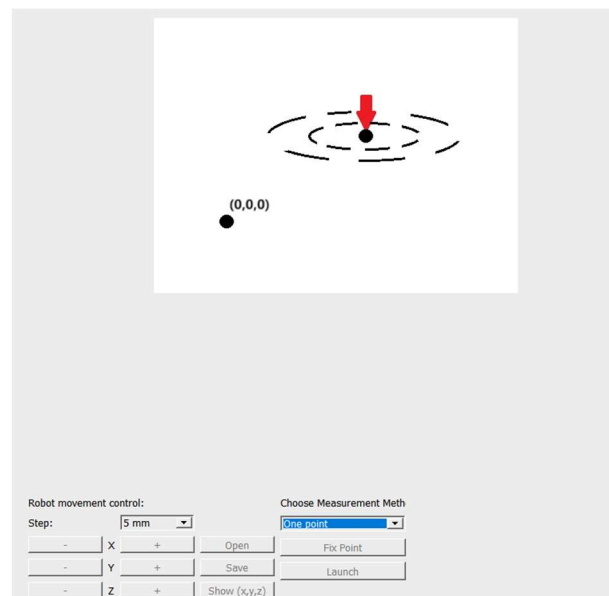 (0,0,0)
Robot movement control:
Choose Measurement Meth
Step:
5 mm
One point
- X + Open
Fix Point
- Y + Save
Launch
- Z + Show (x,y,z)